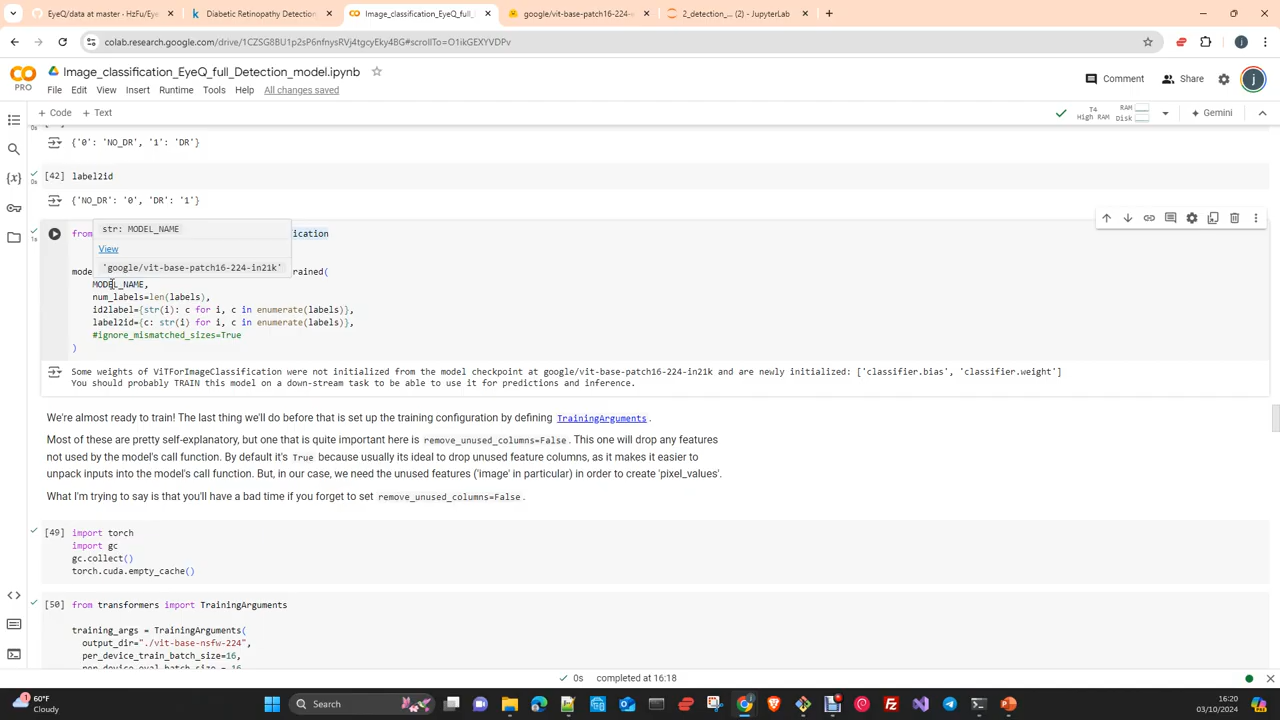 EyeQ/data at master · HzFu/Eye
Diabetic Retinopathy Detection
Image_classification_EyeQ_full_
google/vit-base-patch16-224-in
2_detection_... (2) - JupyterLab
colab.research.google.com/drive/1CZSG8BU1p2sP6nfnysRVj4tgcyEky4BG#scrollTo=O1ikGEXYVDPv
j
CO
PRO
Image_classification_EyeQ_full_Detection_model.ipynb
File Edit View Insert Runtime Tools Help All changes saved
Comment
Share
j
+ Code + Text
T4
High RAM
RAM
Disk
Gemini
0s
{'0': 'NO_DR', '1': 'DR'}
[42] label2id
0s
{'NO_DR': '0', 'DR': '1'}
1s
str: MODEL_NAME
View
'google/vit-base-patch16-224-in21k'
from
ication
mode
rained(
MODEL_NAME,
num_labels=len(labels),
id2label={str(i): c for i, c in enumerate(labels)},
label2id={c: str(i) for i, c in enumerate(labels)},
#ignore_mismatched_sizes=True
)
Some weights of ViTForImageClassification were not initialized from the model checkpoint at google/vit-base-patch16-224-in21k and are newly initialized: ['classifier.bias', 'classifier.weight']
You should probably TRAIN this model on a down-stream task to be able to use it for predictions and inference.
We're almost ready to train! The last thing we'll do before that is set up the training configuration by defining TrainingArguments.
Most of these are pretty self-explanatory, but one that is quite important here is remove_unused_columns=False. This one will drop any features
not used by the model's call function. By default it's True because usually its ideal to drop unused feature columns, as it makes it easier to
unpack inputs into the model's call function. But, in our case, we need the unused features ('image' in particular) in order to create 'pixel_values'.
What I'm trying to say is that you'll have a bad time if you forget to set remove_unused_columns=False.
[49] import torch
import gc
gc.collect()
torch.cuda.empty_cache()
[50] from transformers import TrainingArguments
training_args = TrainingArguments(
output_dir="./vit-base-nsfw-224",
per_device_train_batch_size=16,
per_device_eval_batch_size = 16
0s completed at 16:18
60°F
Cloudy
Search
16:20
03/10/2024